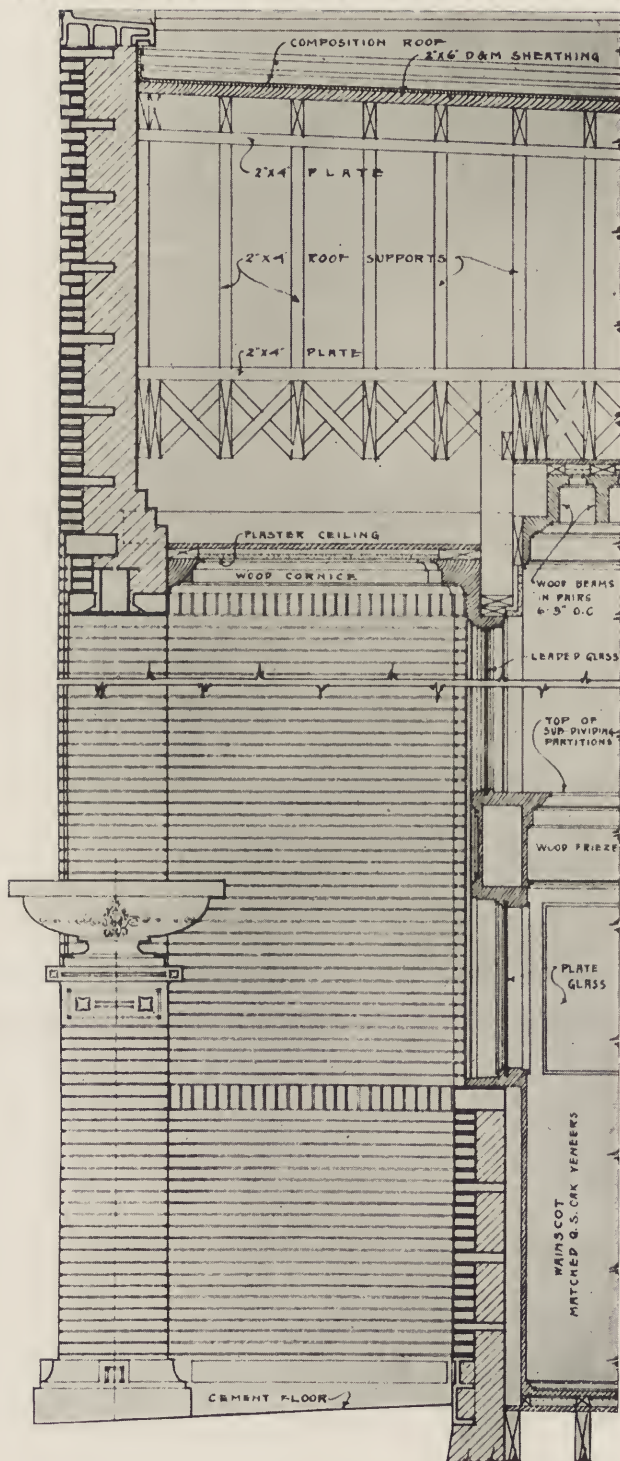 COMPOSITION ROOF
2"X6" D&M SHEATHING
2"X4" PLATE
2"X4" ROOF SUPPORTS
2"X4" PLATE
PLASTER CEILING
WOOD CORNICE
WOOD BEAMS
IN PAIRS
6'-3" O.C
LEADED GLASS
TOP OF
SUB-DIVIDING
PARTITIONS
WOOD FRIEZE
PLATE
GLASS
WAINSCOT
MATCHED Q.S. OAK VENEERS
CEMENT FLOOR